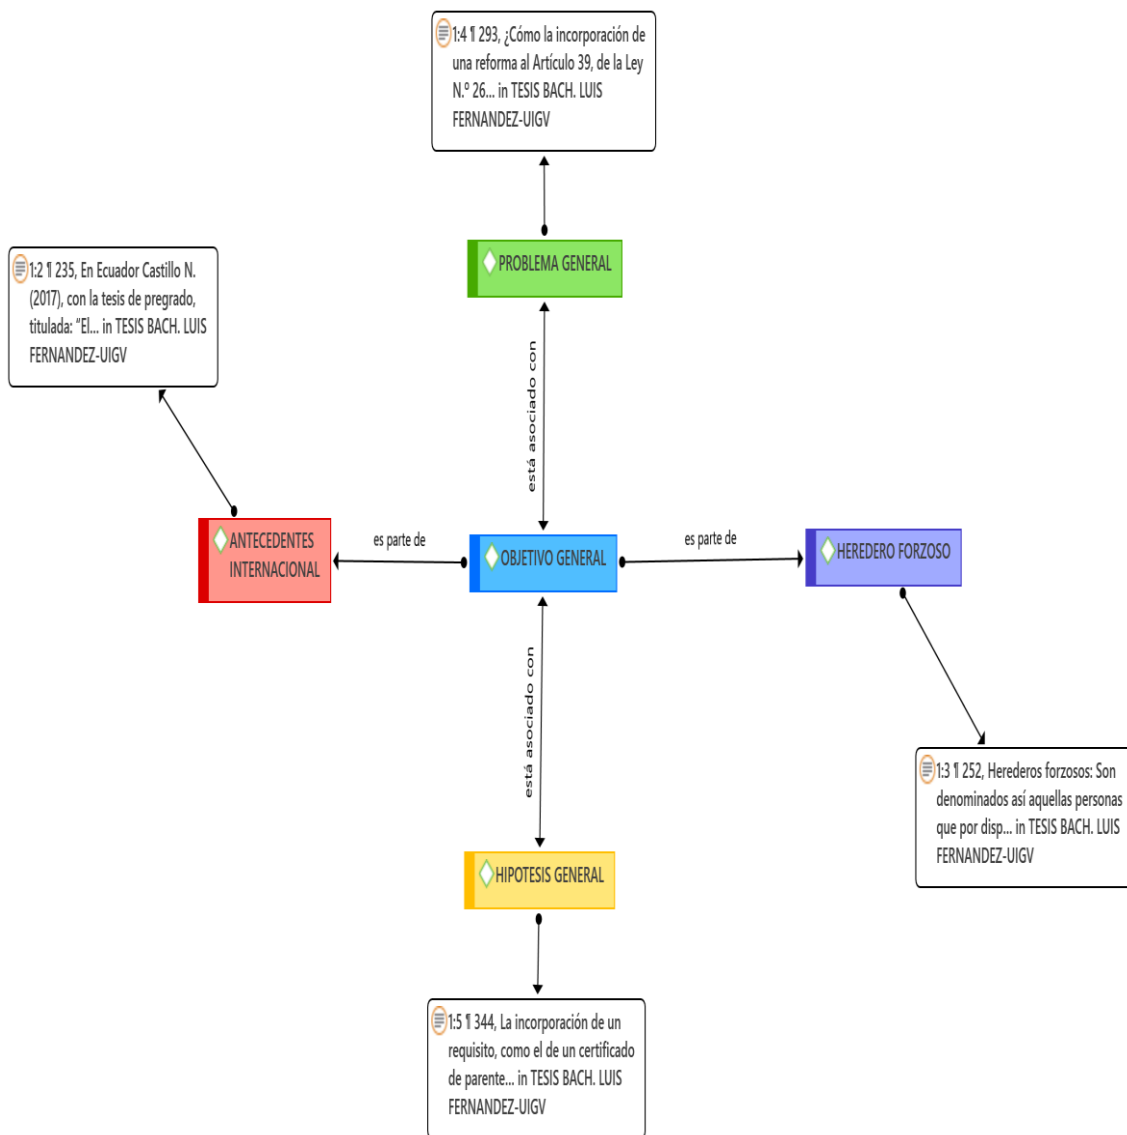 1:4 ¶ 293, ¿Cómo la incorporación de
una reforma al Artículo 39, de la Ley
N.º 26... in TESIS BACH. LUIS
FERNANDEZ-UIGV
PROBLEMA GENERAL
1:2 ¶ 235, En Ecuador Castillo N.
(2017), con la tesis de pregrado,
titulada: “El... in TESIS BACH. LUIS
FERNANDEZ-UIGV
está asociado con
ANTECEDENTES
INTERNACIONAL
es parte de
OBJETIVO GENERAL
es parte de
HEREDERO FORZOSO
está asociado con
1:3 ¶ 252, Herederos forzosos: Son
denominados así aquellas personas
que por disp... in TESIS BACH. LUIS
FERNANDEZ-UIGV
HIPOTESIS GENERAL
1:5 ¶ 344, La incorporación de un
requisito, como el de un certificado
de parente... in TESIS BACH. LUIS
FERNANDEZ-UIGV